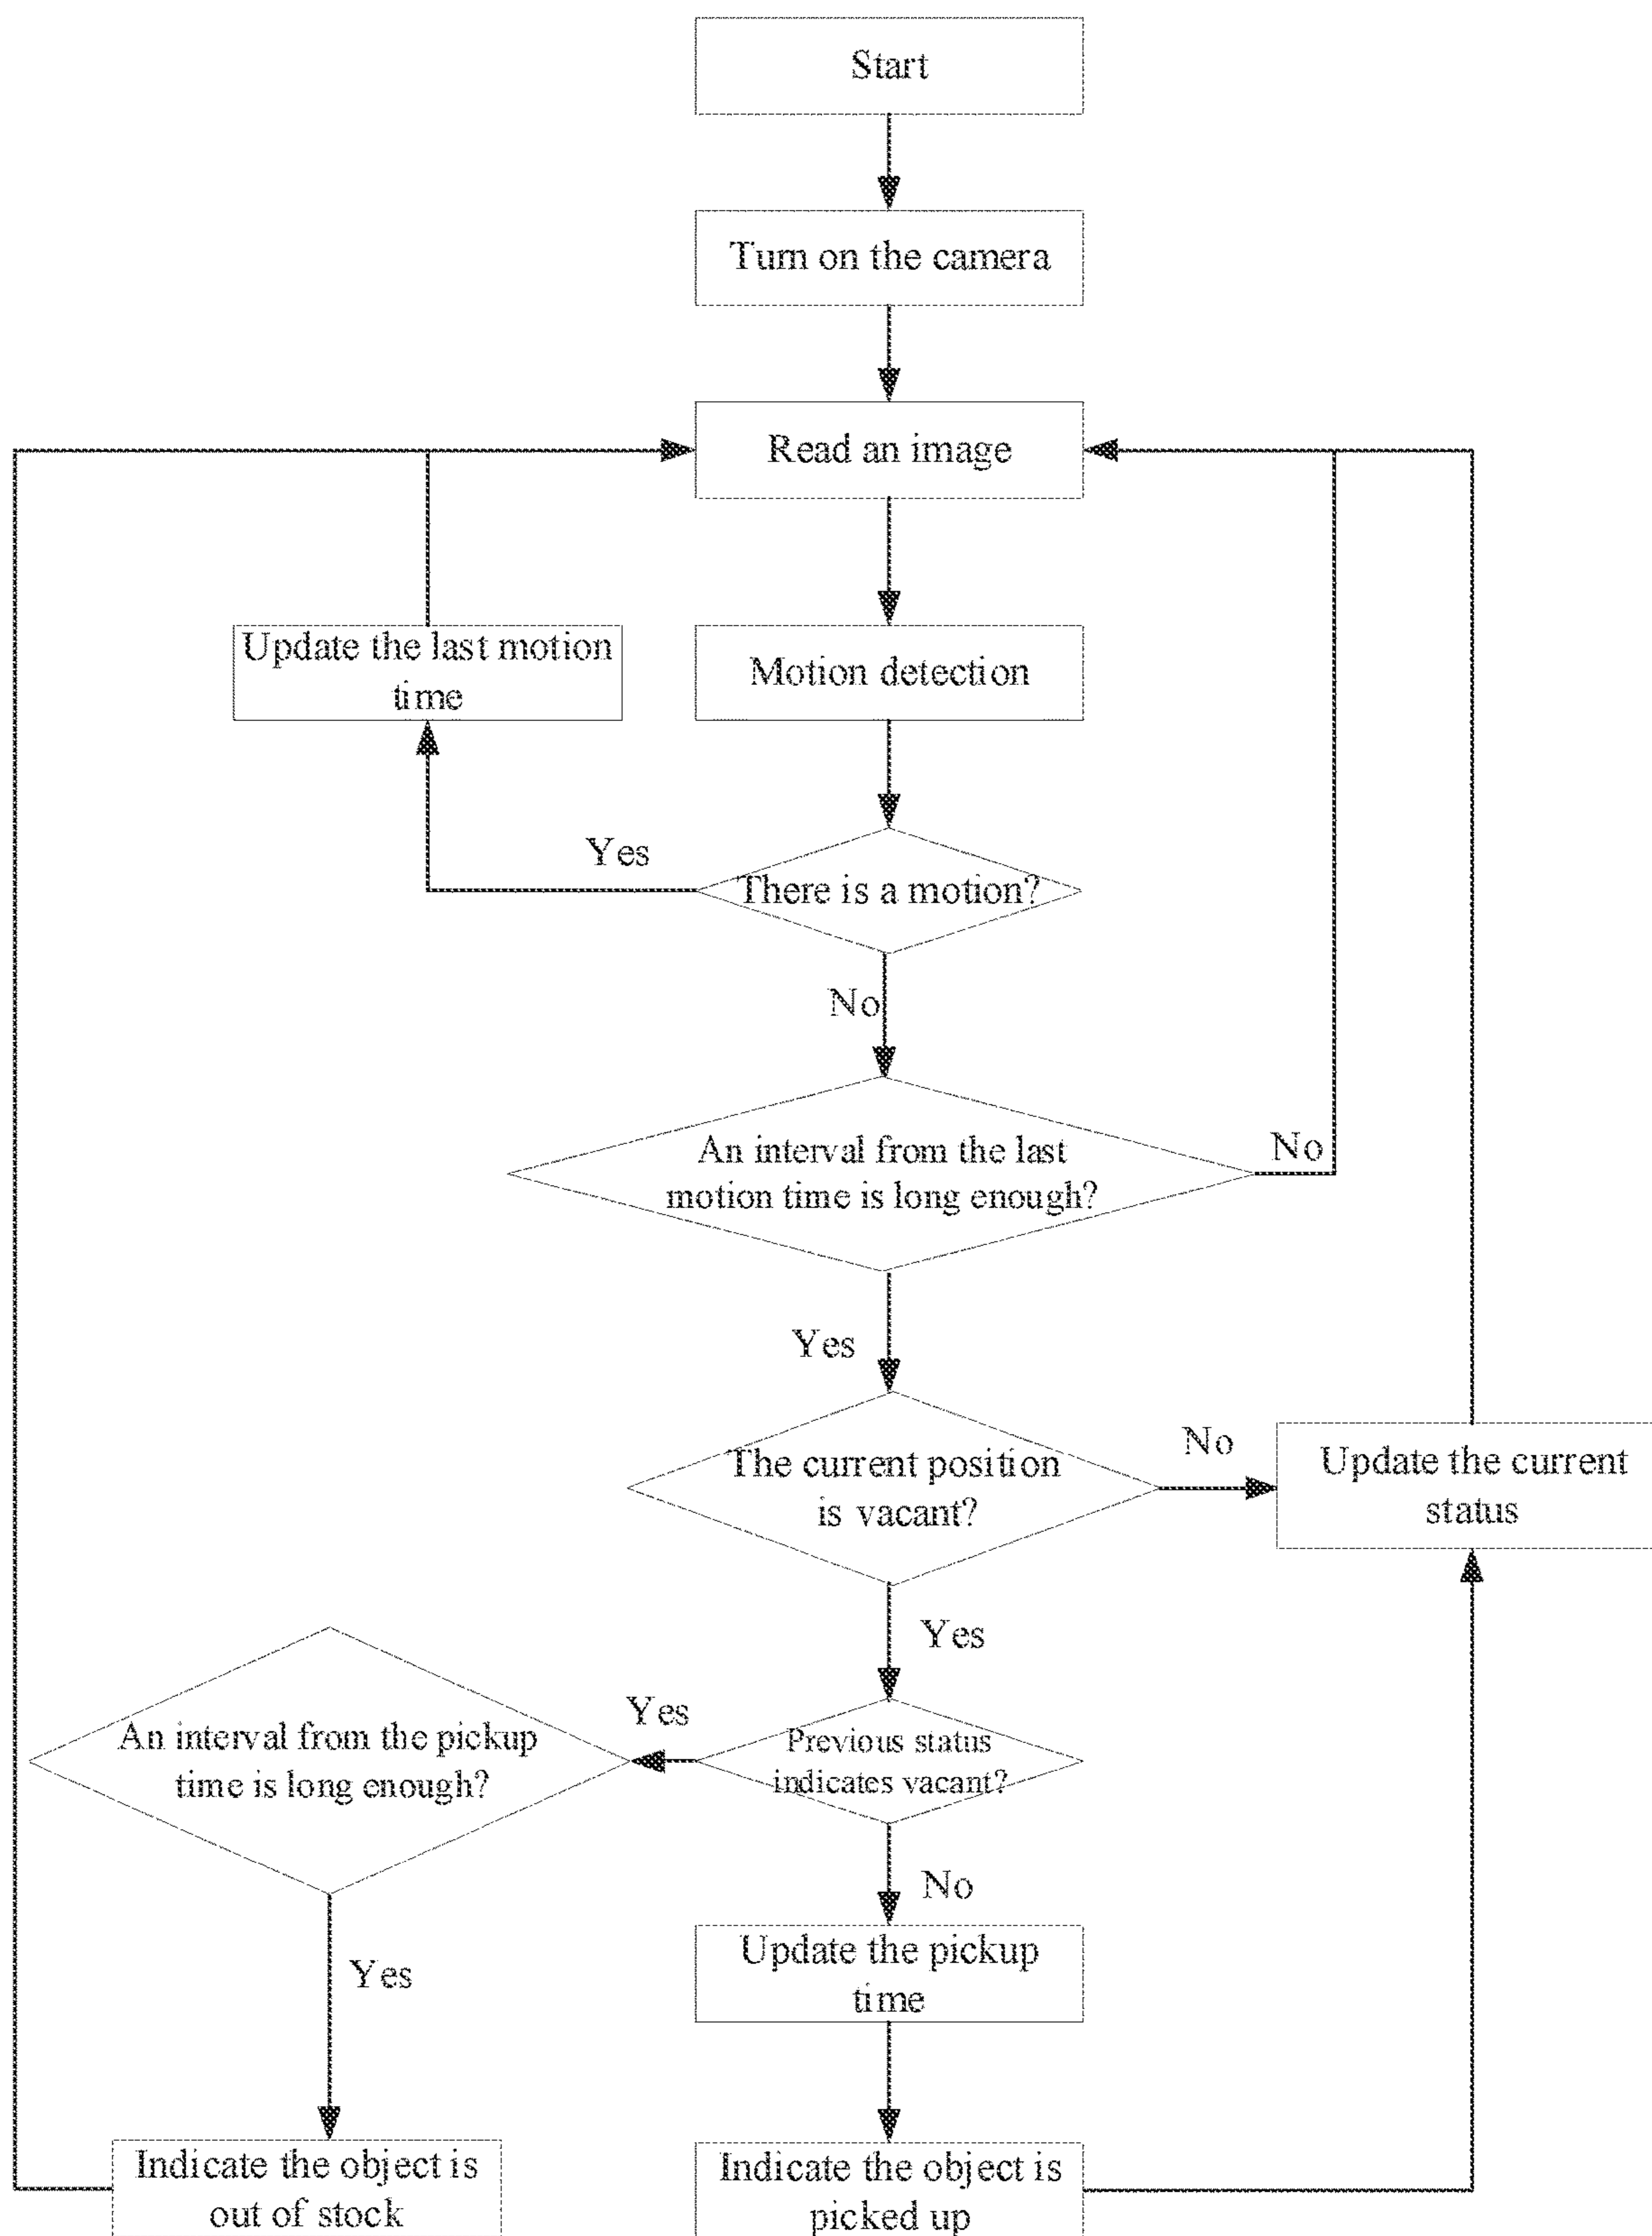 Start
Turn on the camera
Read an image
Update the last motion
time
Motion detection
Yes
There is a motion?
No
An interval from the last
motion time is long enough?
No
Yes
The current position
is vacant?
No
Update the current
status
Yes
An interval from the pickup
time is long enough?
Yes
Previous status
indicates vacant?
No
Yes
Update the pickup
time
Indicate the object is
out of stock
Indicate the object is
picked up